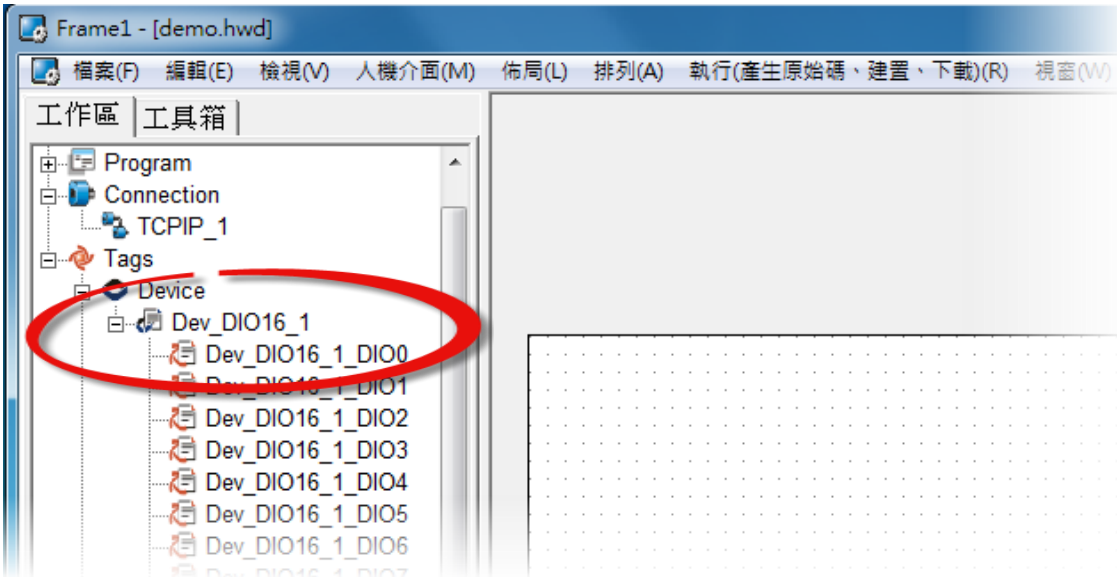 Frame1 - [demo.hwd]
檔案(F) 編輯(E) 檢視(V) 人機介面(M) 佈局(L) 排列(A) 執行(產生原始碼、建置、下載)(R) 視窗(W)
工作區 工具箱
Program
Connection
TCPIP_1
Tags
Device
Dev_DIO16_1
Dev_DIO16_1_DIO0
Dev_DIO16_1_DIO1
Dev_DIO16_1_DIO2
Dev_DIO16_1_DIO3
Dev_DIO16_1_DIO4
Dev_DIO16_1_DIO5
Dev_DIO16_1_DIO6
Dev_DIO16_1_DIO7